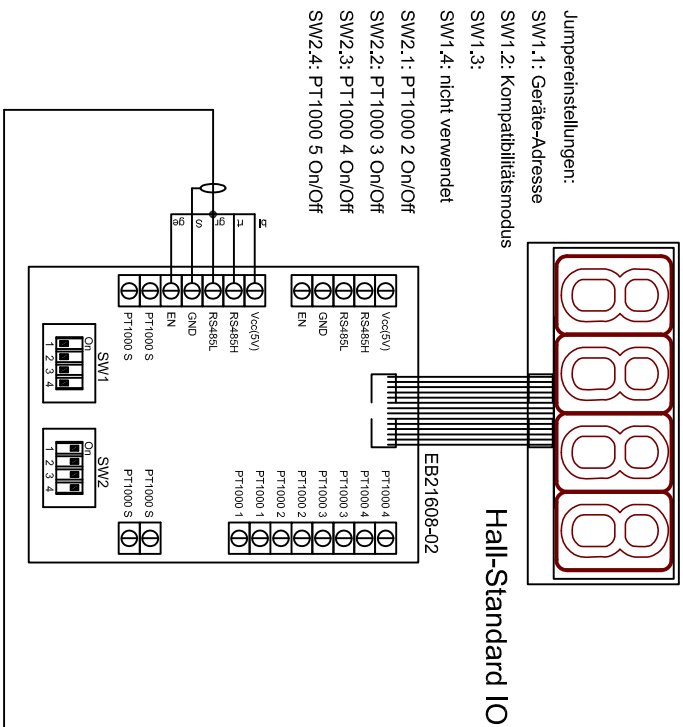 Jumpereinstellungen:
SW1.1: Geräte-Adresse
SW1.2: Kompatibilitätsmodus
SW1.3:
SW1.4: nicht verwendet
SW2.1: PT1000 2 On/Off
SW2.2: PT1000 3 On/Off
SW2.3: PT1000 4 On/Off
SW2.4: PT1000 5 On/Off
Hall-Standard IO
EB21608-02
Vcc(5V)
RS485H
RS485L
GND
EN
Vcc(5V)
RS485H
RS485L
GND
EN
PT1000 S
PT1000 S
bl
rt
gr
S
ge
PT1000 4
PT1000 4
PT1000 3
PT1000 3
PT1000 2
PT1000 2
PT1000 1
PT1000 1
PT1000 S
PT1000 S
SW1
On
1 2 3 4
SW2
On
1 2 3 4